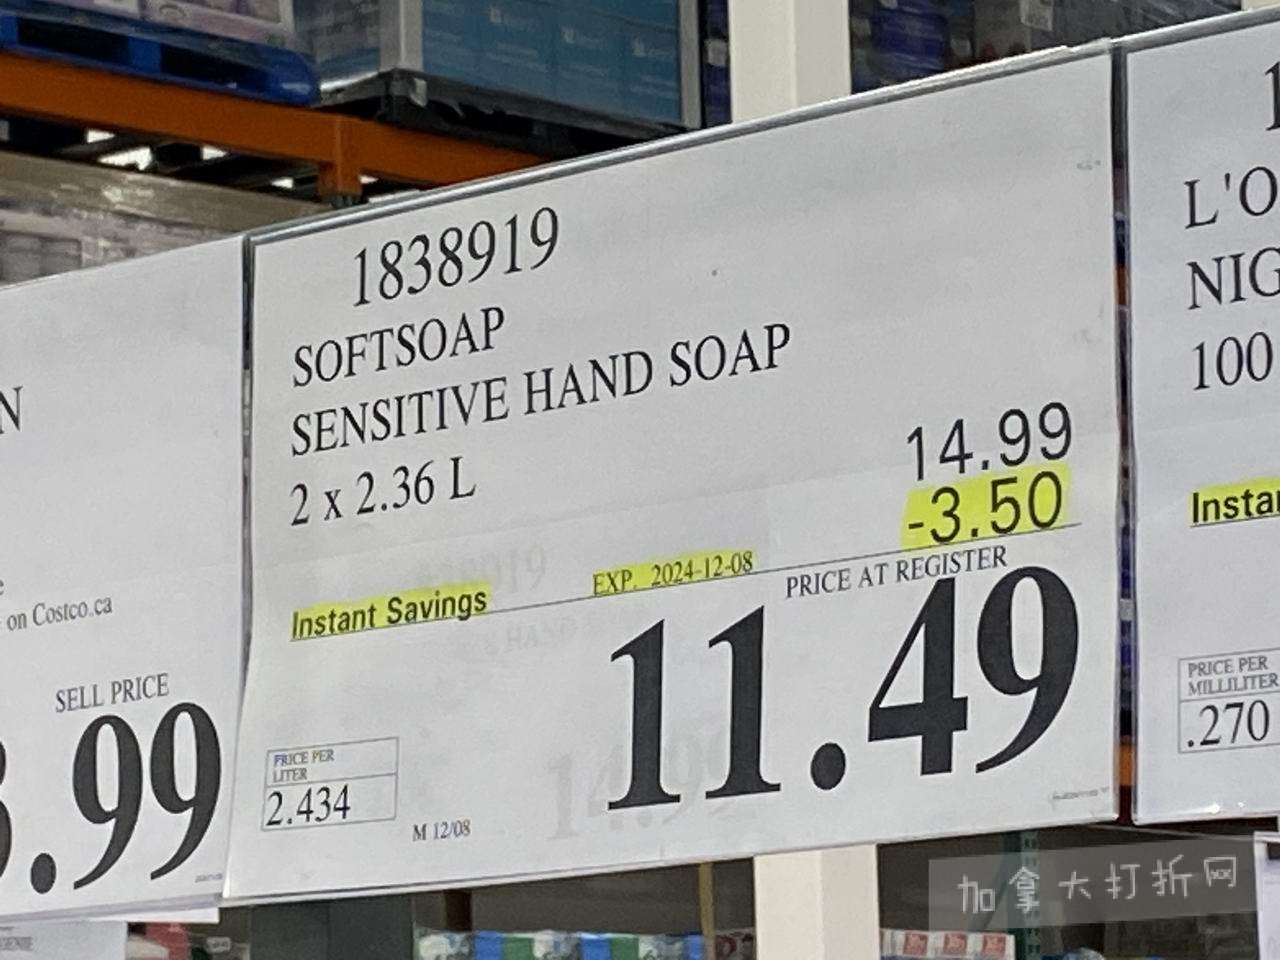 1838919
SOFTSOAP
SENSITIVE HAND SOAP
2 x 2.36 L
14.99
-3.50
Instant Savings
EXP. 2024-12-08
PRICE AT REGISTER
11.49
PRICE PER
LITER
2.434
M 12/08
N
on Costco.ca
SELL PRICE
.99
L'O
NIG
100
Insta
PRICE PER
MILLILITER
.270
加拿大打折网